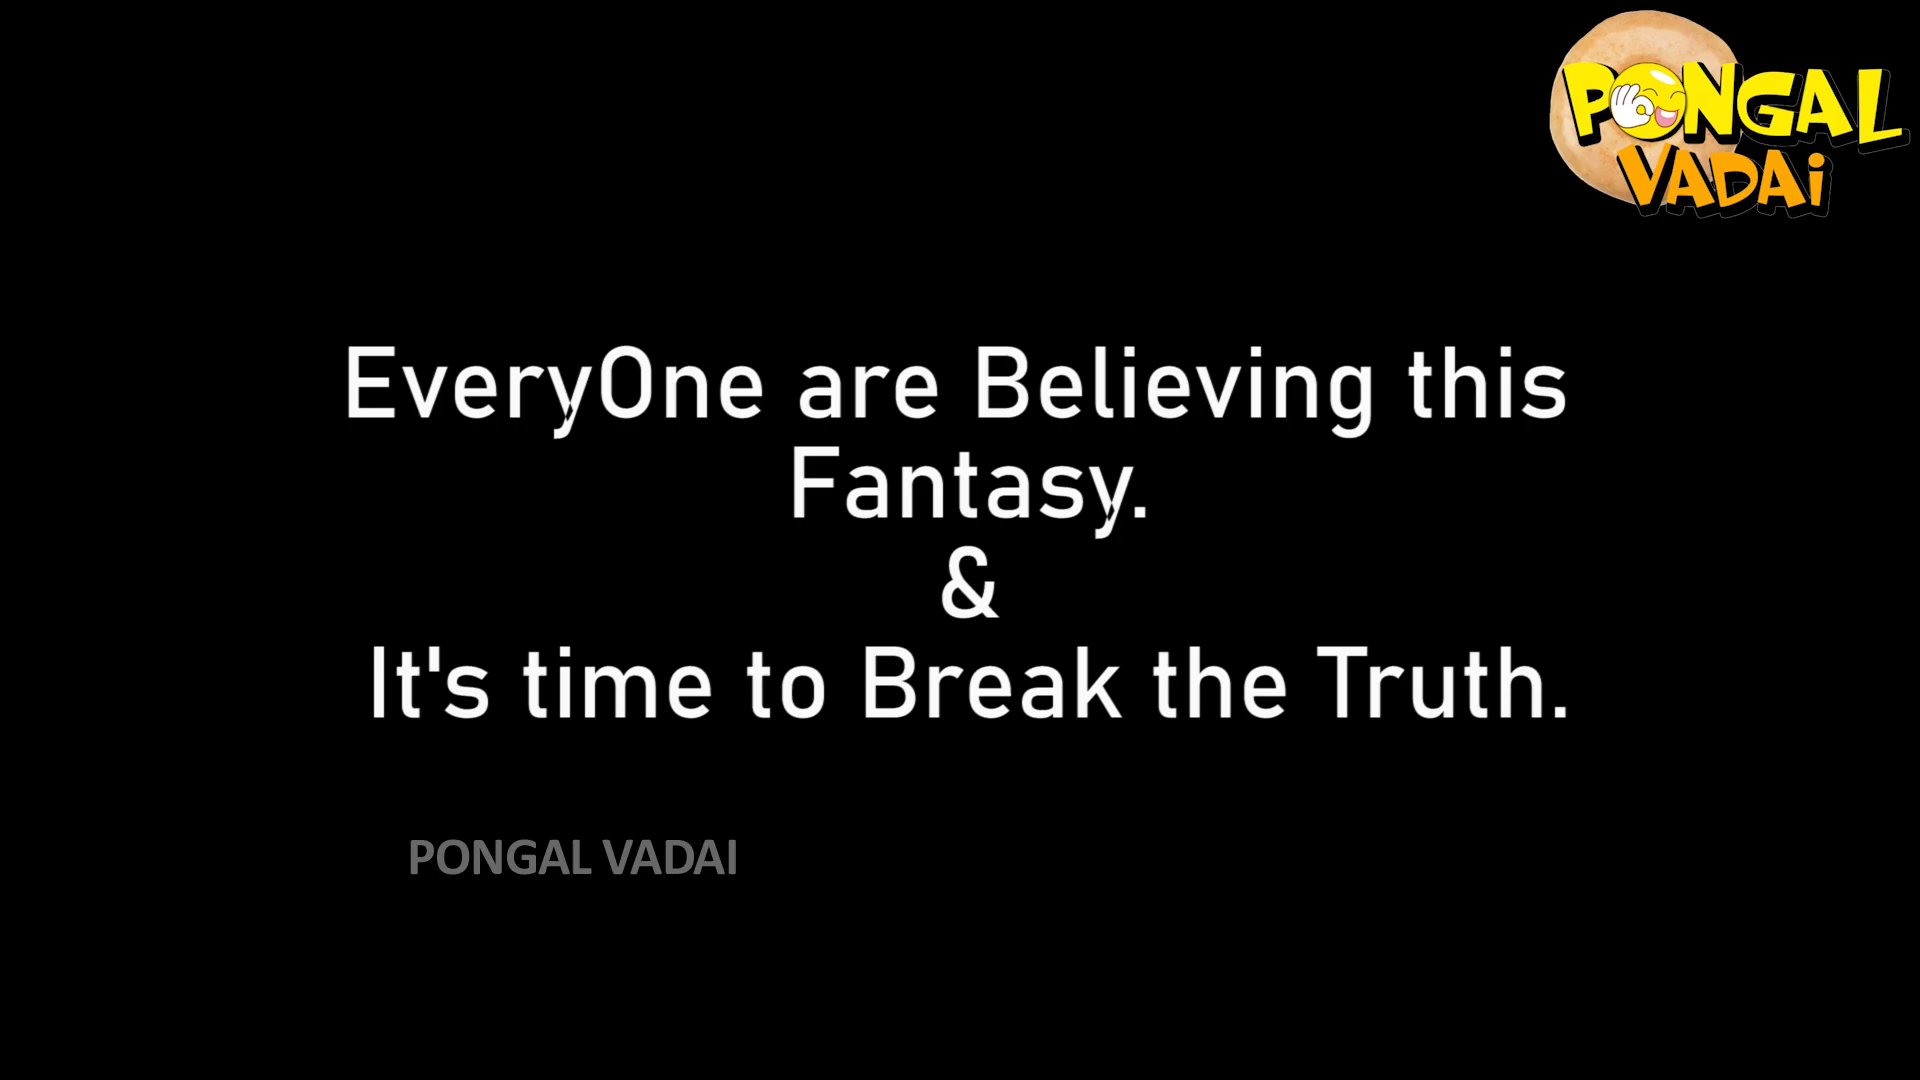 PONGAL
VADAi
EveryOne are Believing this
Fantasy.
&
It's time to Break the Truth.
PONGAL VADAI